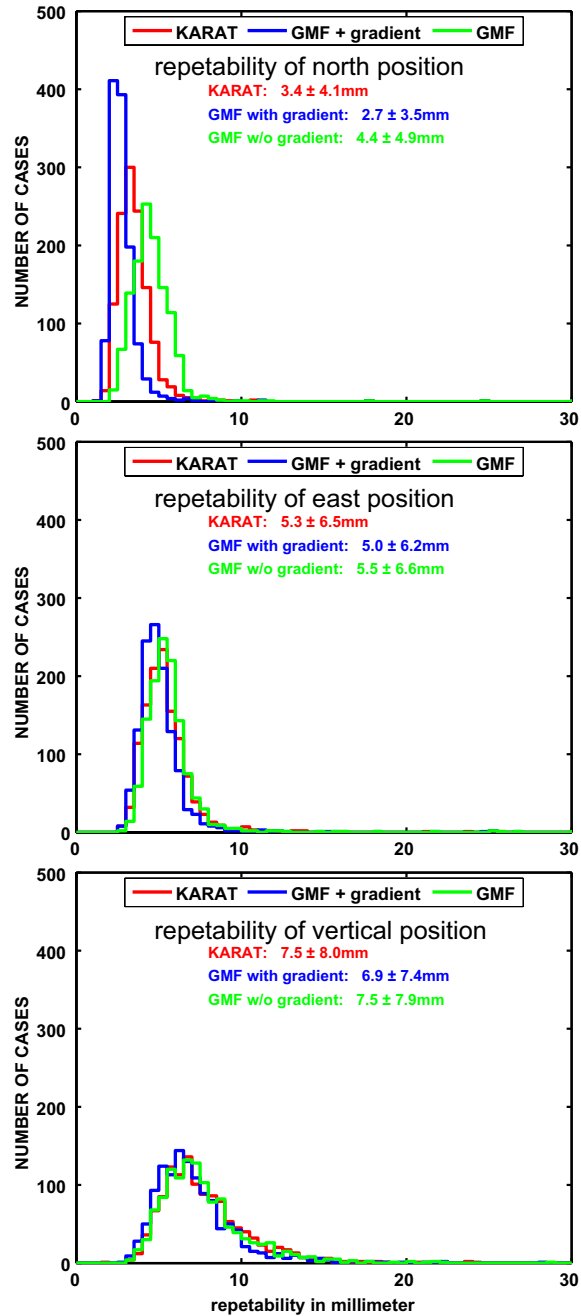 500
KARAT GMF + gradient GMF
repetability of north position
KARAT: 3.4 ± 4.1mm
400
GMF with gradient: 2.7 ± 3.5mm
GMF w/o gradient: 4.4 ± 4.9mm
NUMBER OF CASES
300
200
100
0
0 10 20 30
500
KARAT GMF + gradient GMF
repetability of east position
KARAT: 5.3 ± 6.5mm
400
GMF with gradient: 5.0 ± 6.2mm
GMF w/o gradient: 5.5 ± 6.6mm
NUMBER OF CASES
300
200
100
0
0 10 20 30
500
KARAT GMF + gradient GMF
repetability of vertical position
KARAT: 7.5 ± 8.0mm
400
GMF with gradient: 6.9 ± 7.4mm
GMF w/o gradient: 7.5 ± 7.9mm
NUMBER OF CASES
300
200
100
0
0 10 20 30
repetability in millimeter